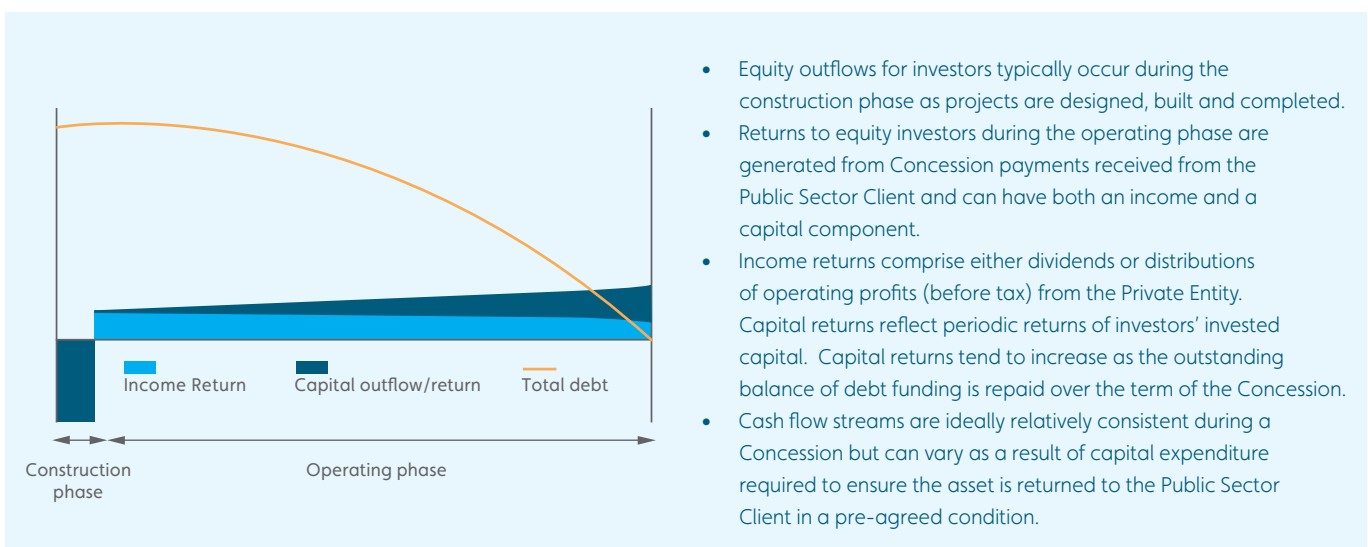 Income Return
Capital outflow/return
Total debt
Construction
phase
Operating phase
• Equity outflows for investors typically occur during the
construction phase as projects are designed, built and completed.
• Returns to equity investors during the operating phase are
generated from Concession payments received from the
Public Sector Client and can have both an income and a
capital component.
• Income returns comprise either dividends or distributions
of operating profits (before tax) from the Private Entity.
Capital returns reflect periodic returns of investors’ invested
capital.  Capital returns tend to increase as the outstanding
balance of debt funding is repaid over the term of the Concession.
• Cash flow streams are ideally relatively consistent during a
Concession but can vary as a result of capital expenditure
required to ensure the asset is returned to the Public Sector
Client in a pre-agreed condition.